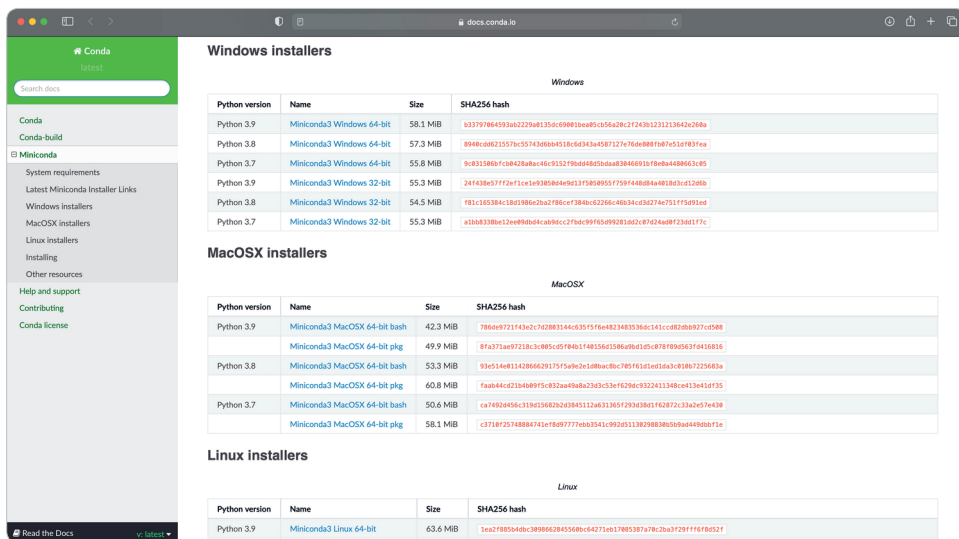 docs.conda.io
Conda
latest
Search docs
Conda
Conda-build
Miniconda
System requirements
Latest Miniconda Installer Links
Windows installers
MacOSX installers
Linux installers
Installing
Other resources
Help and support
Contributing
Conda license
Read the Docs v: latest
Windows installers
Windows
Python version Name Size SHA256 hash
Python 3.9 Miniconda3 Windows 64-bit 58.1 MiB
Python 3.8 Miniconda3 Windows 64-bit 57.3 MiB
Python 3.7 Miniconda3 Windows 64-bit 55.8 MiB
Python 3.9 Miniconda3 Windows 32-bit 55.3 MiB
Python 3.8 Miniconda3 Windows 32-bit 54.5 MiB
Python 3.7 Miniconda3 Windows 32-bit 55.3 MiB
MacOSX installers
MacOSX
Python version Name Size SHA256 hash
Python 3.9 Miniconda3 MacOSX 64-bit bash 42.3 MiB
Miniconda3 MacOSX 64-bit pkg 49.9 MiB
Python 3.8 Miniconda3 MacOSX 64-bit bash 53.3 MiB
Miniconda3 MacOSX 64-bit pkg 60.8 MiB
Python 3.7 Miniconda3 MacOSX 64-bit bash 50.6 MiB
Miniconda3 MacOSX 64-bit pkg 58.1 MiB
Linux installers
Linux
Python version Name Size SHA256 hash
Python 3.9 Miniconda3 Linux 64-bit 63.6 MiB